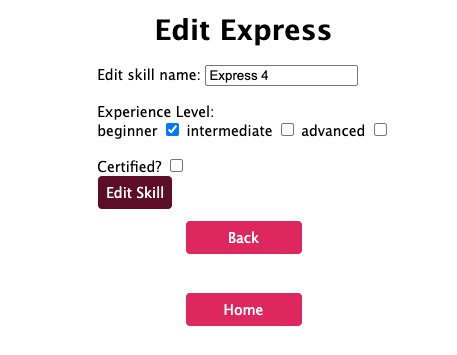 Edit Express
Edit skill name: Express 4
Experience Level:
beginner intermediate advanced
Certified?
Edit Skill
Back
Home